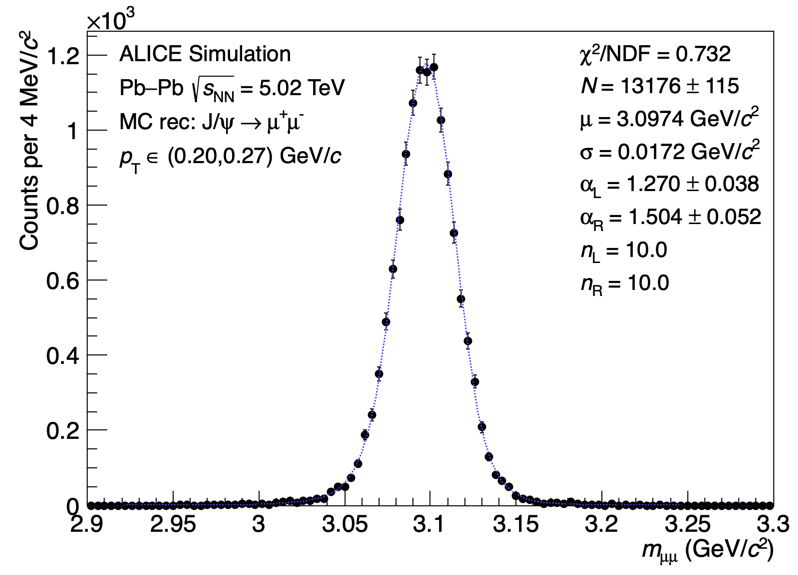 ×10³
Counts per 4 MeV/c²
ALICE Simulation
Pb–Pb √sNN = 5.02 TeV
MC rec: J/ψ → μ⁺μ⁻
pT ∈ (0.20,0.27) GeV/c
χ²/NDF = 0.732
N = 13176 ± 115
μ = 3.0974 GeV/c²
σ = 0.0172 GeV/c²
αL = 1.270 ± 0.038
αR = 1.504 ± 0.052
nL = 10.0
nR = 10.0
1.2
1
0.8
0.6
0.4
0.2
0
2.9 2.95 3 3.05 3.1 3.15 3.2 3.25 3.3
mμμ (GeV/c²)